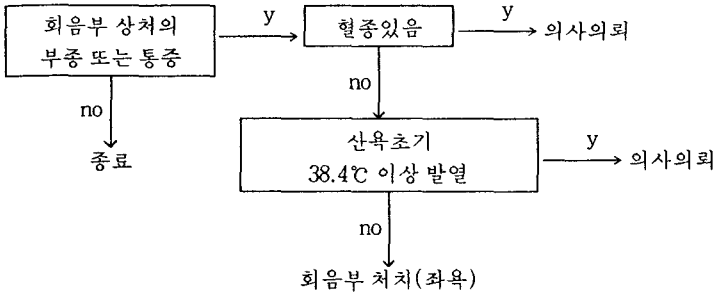 회음부 상처의
부종 또는 통증
y
혈종있음
y
의사의뢰
no
종료
no
산욕초기
38.4℃ 이상 발열
y
의사의뢰
no
회음부 처치(좌욕)